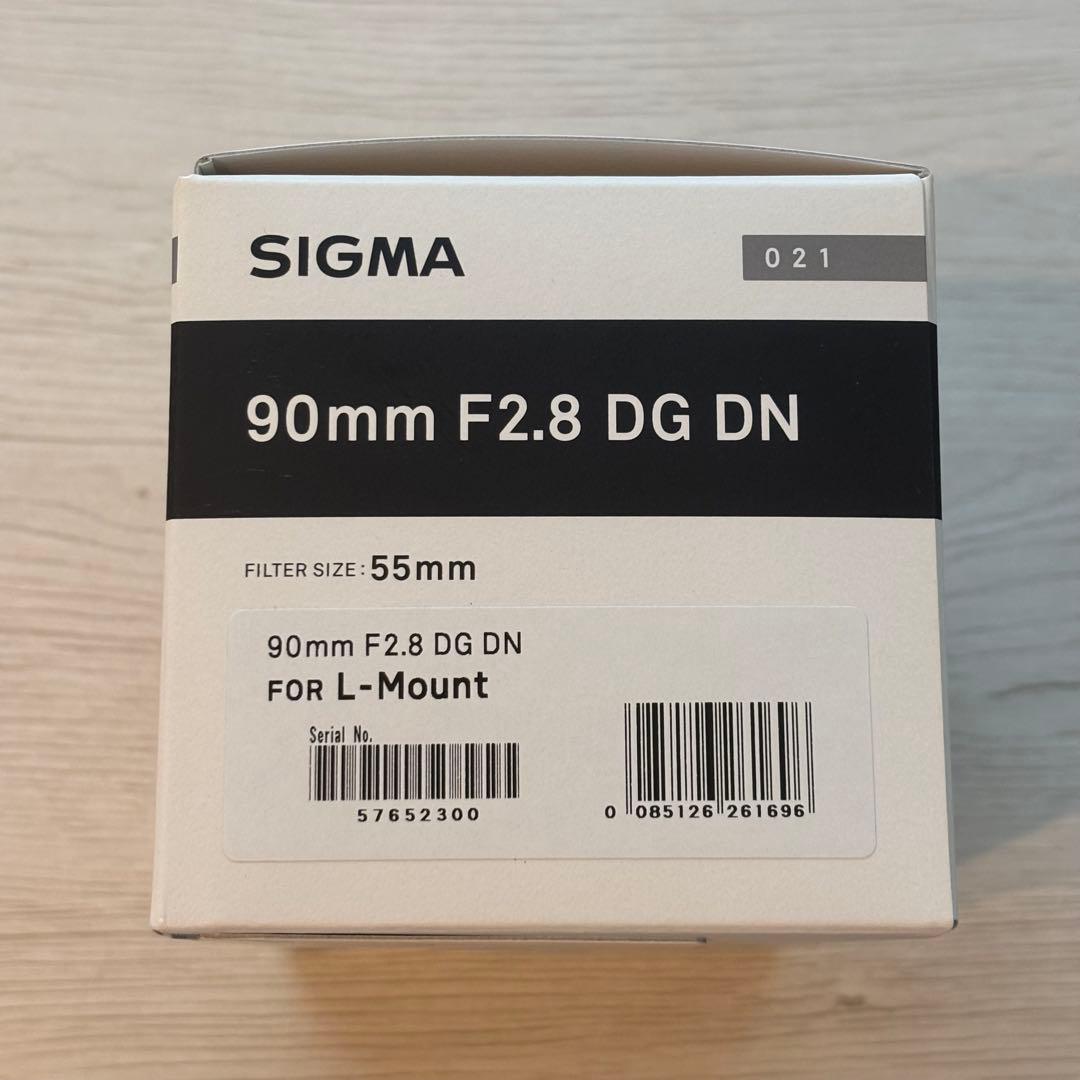 SIGMA
021
90mm F2.8 DG DN
FILTER SIZE: 55mm
90mm F2.8 DG DN
FOR L-Mount
Serial No.
57652300
0 085126 261696